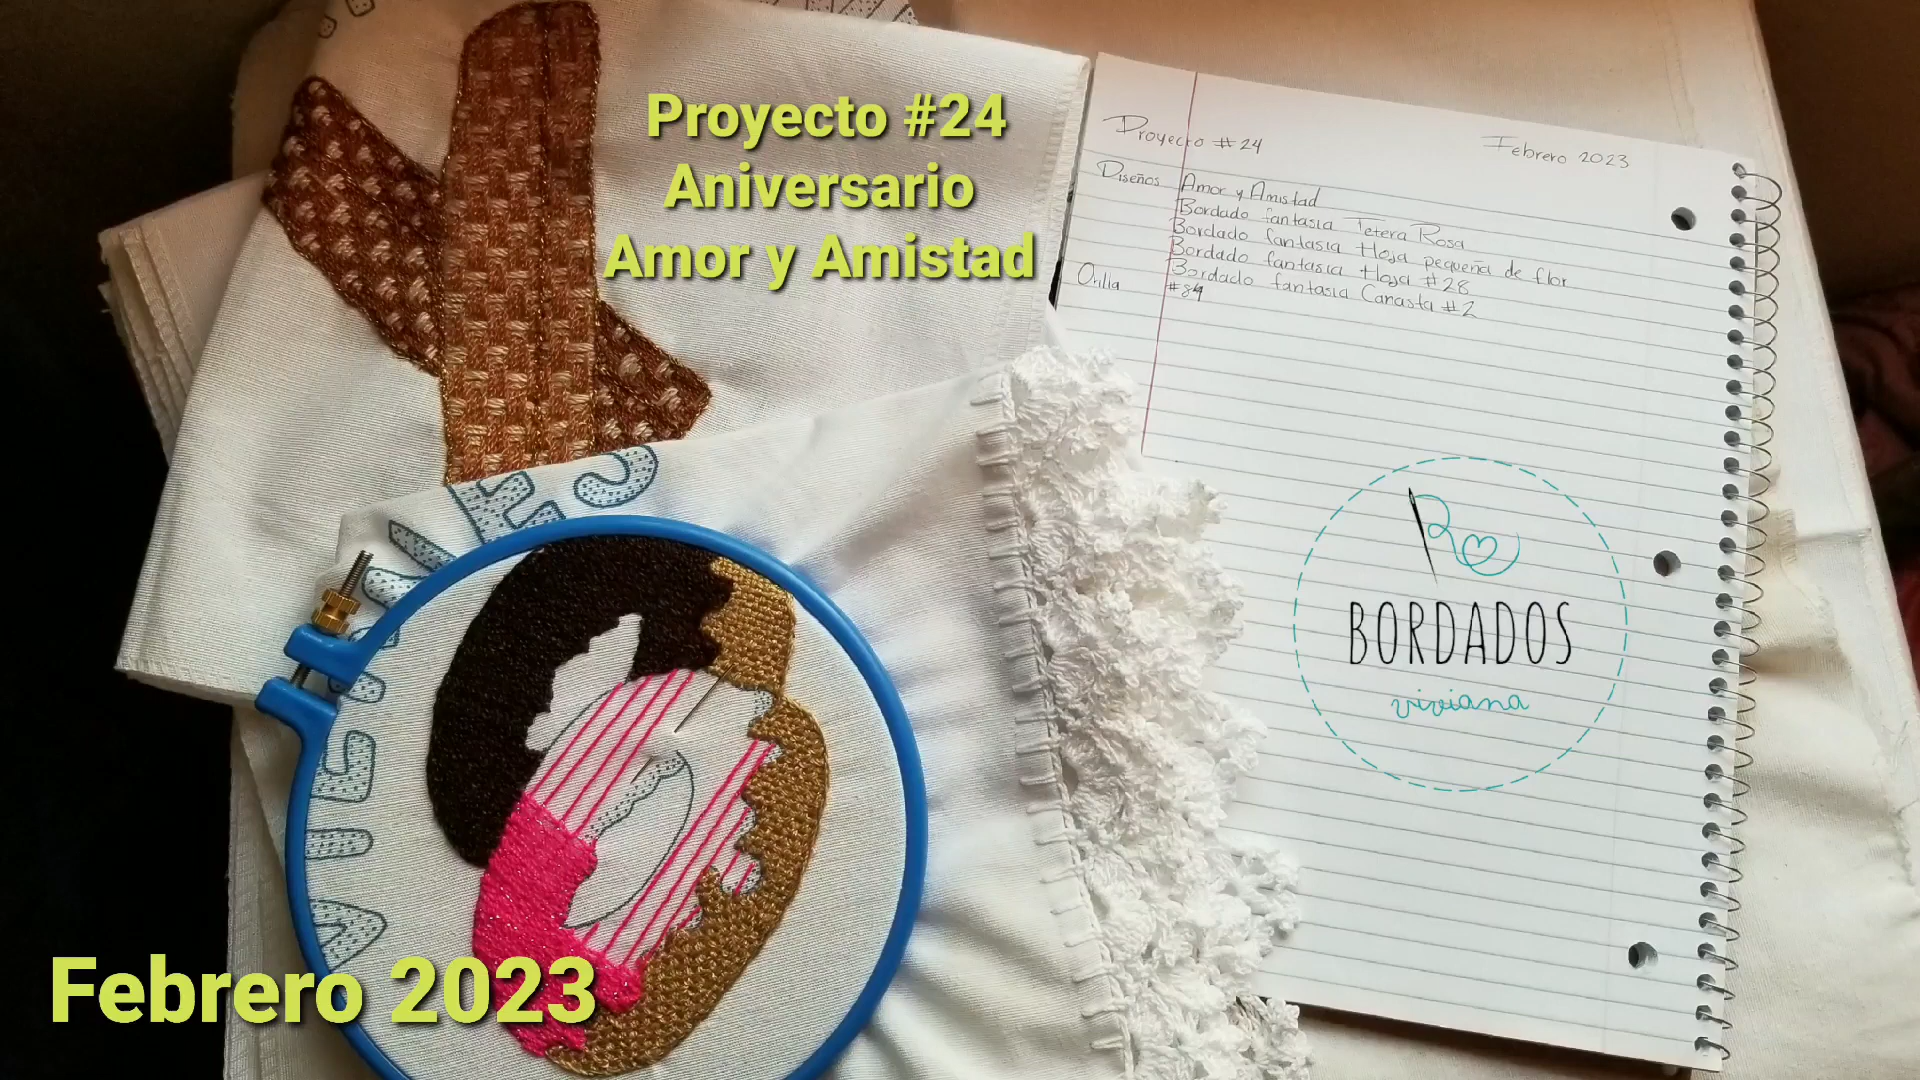 Proyecto #24
Aniversario
Amor y Amistad
Proyecto #24 Febrero 2023
Diseños Amor y Amistad
Bordado fantasia Tetera Rosa
Bordado fantasia Hoja pequeña de flor
Bordado fantasia Hoja #28
Bordado fantasia Canasta #2
Orilla #84
BORDADOS
viviana
Febrero 2023